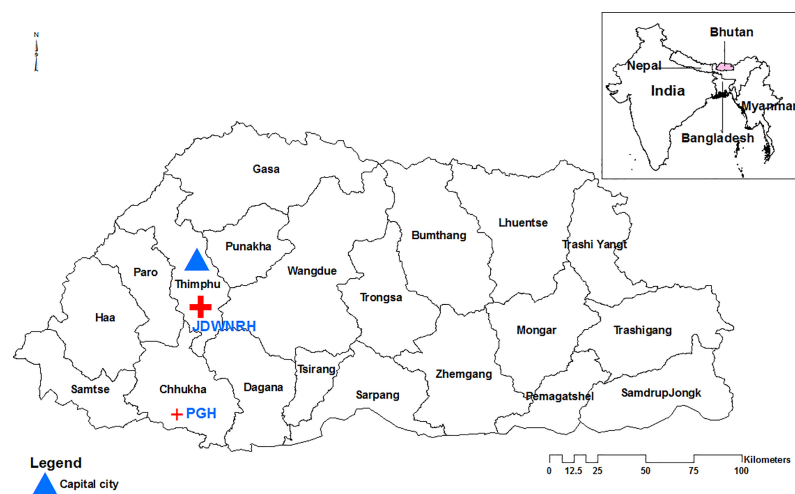 Bhutan
Nepal
India
Myanmar
Bangladesh
Gasa
Lhuentse
Bumthang
Trashi Yangt
Punakha
Paro
Wangdue
Thimphu
Trongsa
Haa
JDWNRH
Mongar
Trashigang
Tsirang
Zhemgang
Samtse
Chhukha
Dagana
Sarpang
Pemagatshel
SamdrupJongk
PGH
Legend
Capital city
Kilometers
0 12.5 25 50 75 100